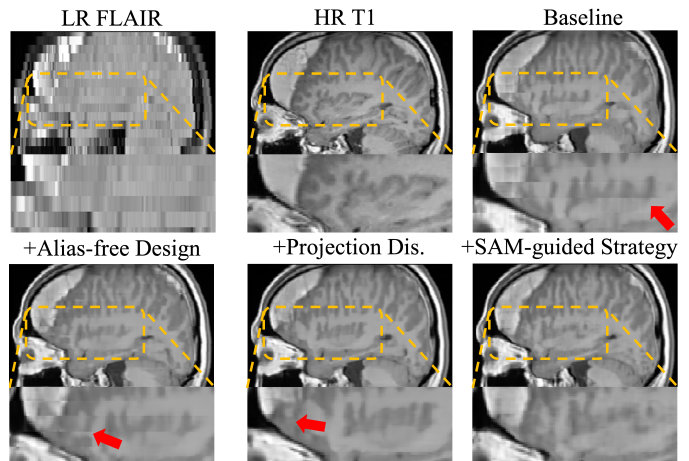 LR FLAIR
HR T1
Baseline
+Alias-free Design
+Projection Dis.
+SAM-guided Strategy